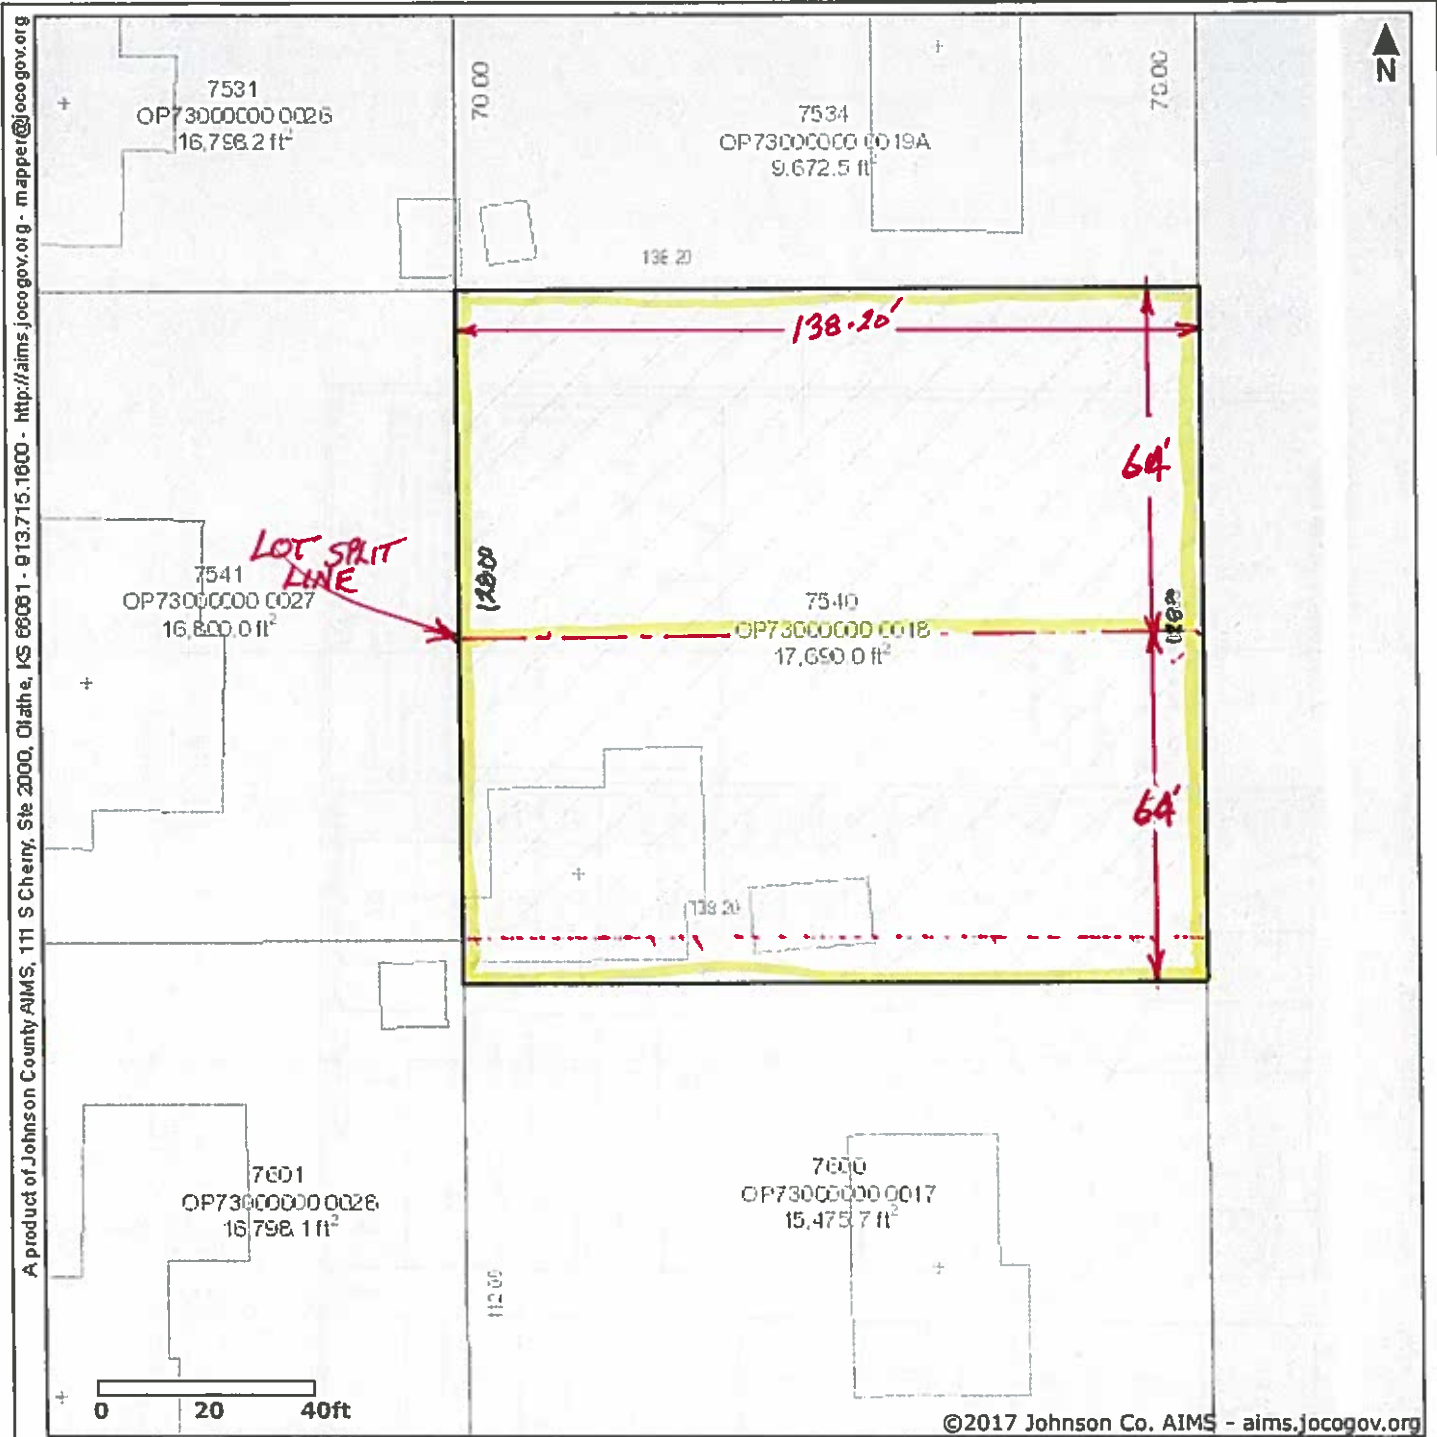 A product of Johnson County AIMS, 111 S Cherry, Ste 2000, Olathe, KS 66061 - 913.715.1600 - http://aims.jocogov.org - mapper@jocogov.org
N
7531
OP73000000 0026
16,798.2 ft²
70.00
7534
OP73000000 0019A
9,672.5 ft²
70.00
138.20
138.20'
64'
LOT SPLIT
LINE
7541
OP73000000 0027
16,800.0 ft²
128.00
7540
OP73000000 0018
17,690.0 ft²
64'
138.20
7601
OP73000000 0028
16,798.1 ft²
7600
OP73000000 0017
15,475.7 ft²
112.00
0 20 40ft
©2017 Johnson Co. AIMS - aims.jocogov.org